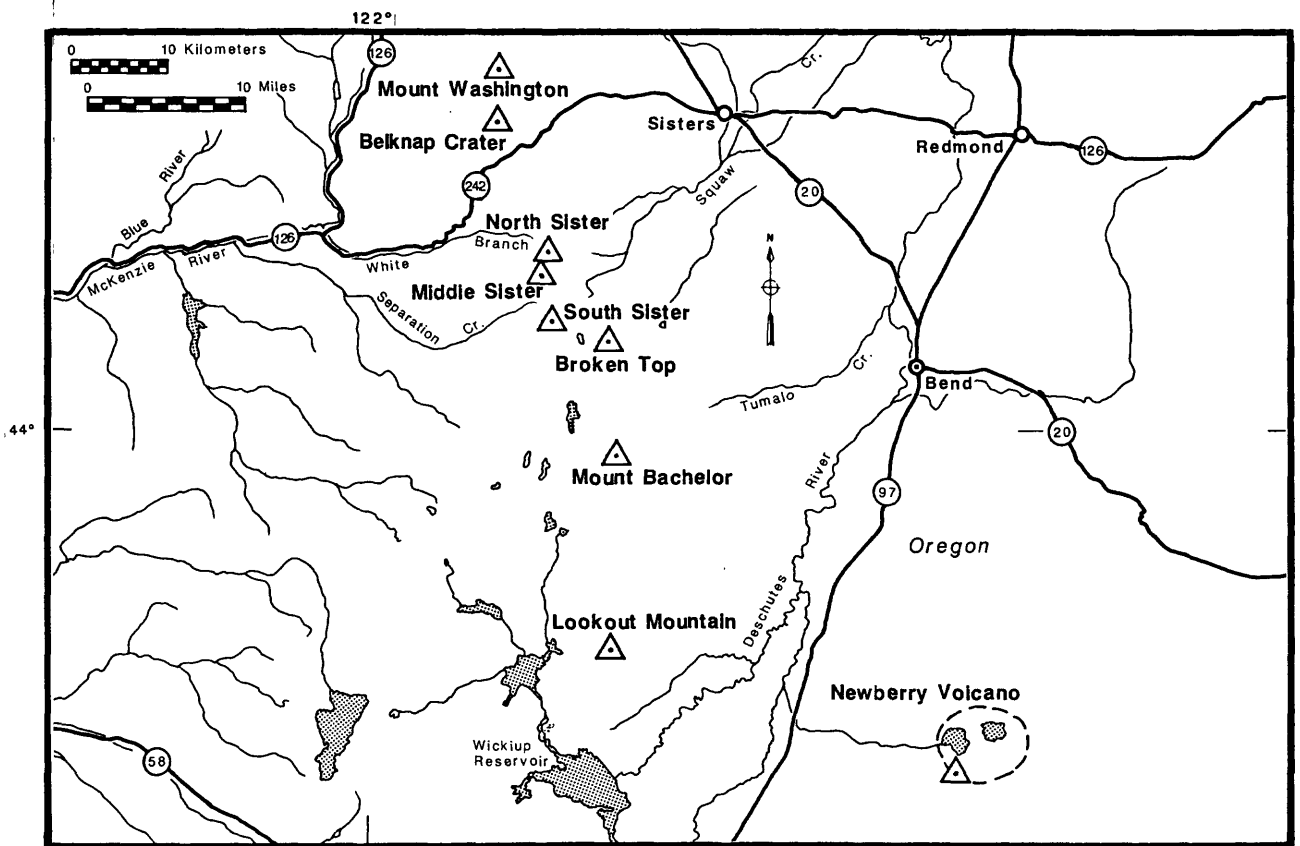 122°
0 10 Kilometers
0 10 Miles
126
Mount Washington
Belknap Crater
Cr.
Sisters
Redmond
126
242
20
Squaw
Blue River
126
McKenzie River
North Sister
Branch
White
Middle Sister
Separation Cr.
South Sister
Broken Top
N
Tumalo Cr.
Bend
44°
20
Mount Bachelor
River
97
Oregon
Deschutes
Lookout Mountain
Newberry Volcano
Wickiup
Reservoir
58